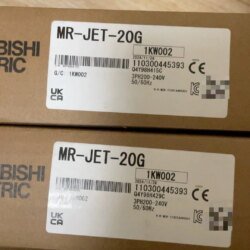 MR-JET-20G
1KW002
110300445393
G/C 1KW002
3PH200-240V
50/60Hz
UK
CA
BISHI
TRIC
MR-JET-20G
1KW002
110300445393
3PH200-240V
50/60Hz
UK
CA
BISHI
RIC